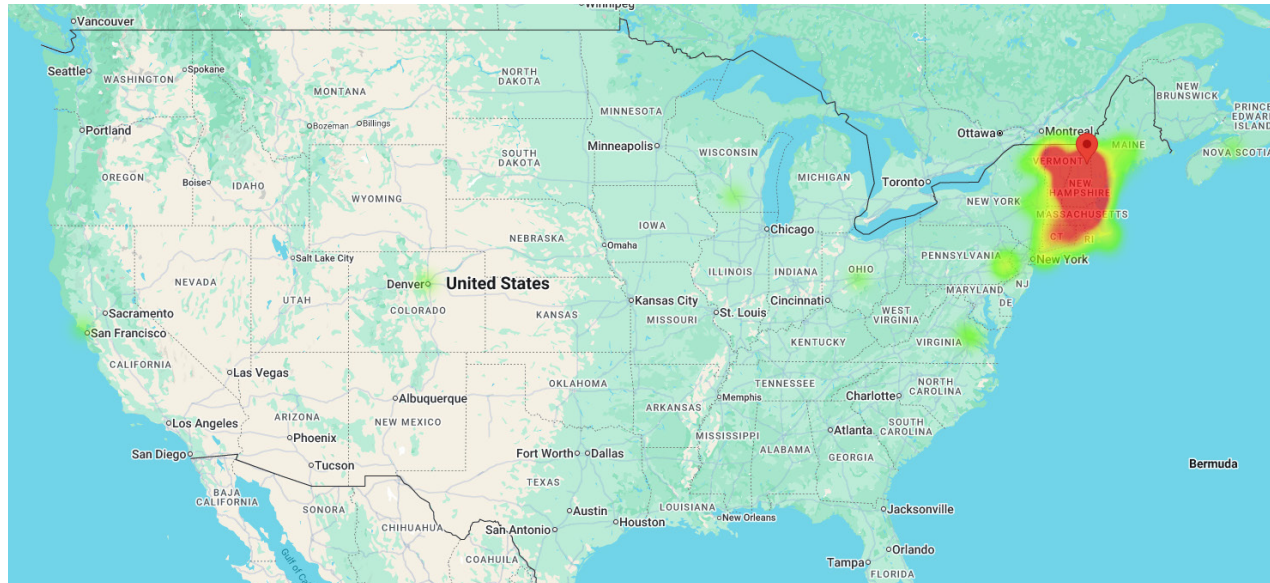 Winnipeg
Vancouver
Seattle
Spokane
WASHINGTON
NORTH
DAKOTA
MONTANA
MINNESOTA
Ottawa
Montreal
NEW
BRUNSWICK
PRINCE
EDWARD
ISLAND
NOVA SCOTIA
MAINE
VERMONT
NEW
HAMPSHIRE
MASSACHUSETTS
CT
RI
Portland
Bozeman
Billings
OREGON
Boise
IDAHO
SOUTH
DAKOTA
Minneapolis
WISCONSIN
MICHIGAN
Toronto
NEW YORK
WYOMING
IOWA
Chicago
NEBRASKA
Omaha
Salt Lake City
NEVADA
UTAH
Denver
United States
COLORADO
KANSAS
Kansas City
MISSOURI
St. Louis
ILLINOIS
INDIANA
OHIO
Cincinnati
PENNSYLVANIA
New York
MARYLAND
NJ
DE
WEST
VIRGINIA
VIRGINIA
KENTUCKY
Sacramento
San Francisco
CALIFORNIA
Las Vegas
Los Angeles
San Diego
ARIZONA
Phoenix
Tucson
Albuquerque
NEW MEXICO
OKLAHOMA
ARKANSAS
TENNESSEE
Memphis
NORTH
CAROLINA
Charlotte
SOUTH
CAROLINA
Atlanta
GEORGIA
ALABAMA
MISSISSIPPI
Fort Worth
Dallas
TEXAS
Austin
San Antonio
Houston
LOUISIANA
New Orleans
Jacksonville
Orlando
Tampa
FLORIDA
Bermuda
BAJA
CALIFORNIA
SONORA
CHIHUAHUA
COAHUILA
Gulf of